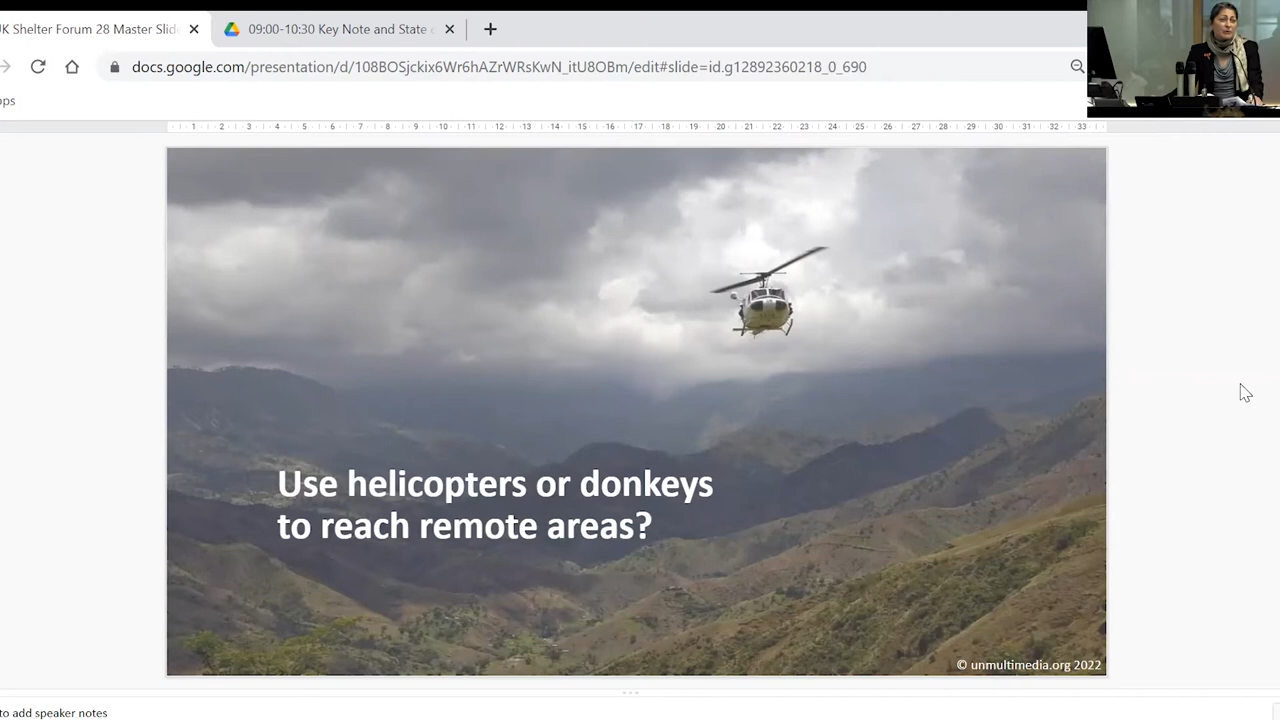 K Shelter Forum 28 Master Slid
09:00-10:30 Key Note and State
docs.google.com/presentation/d/108BOSjckix6Wr6hAZrWRsKwN_itU8OBm/edit#slide=id.g12892360218_0_690
ps
1 2 3 4 5 6 7 8 9 10 11 12 13 14 15 16 17 18 19 20 21 22 23 24 25 26 27 28 29 30 31 32 33
Use helicopters or donkeys
to reach remote areas?
© unmultimedia.org 2022
to add speaker notes